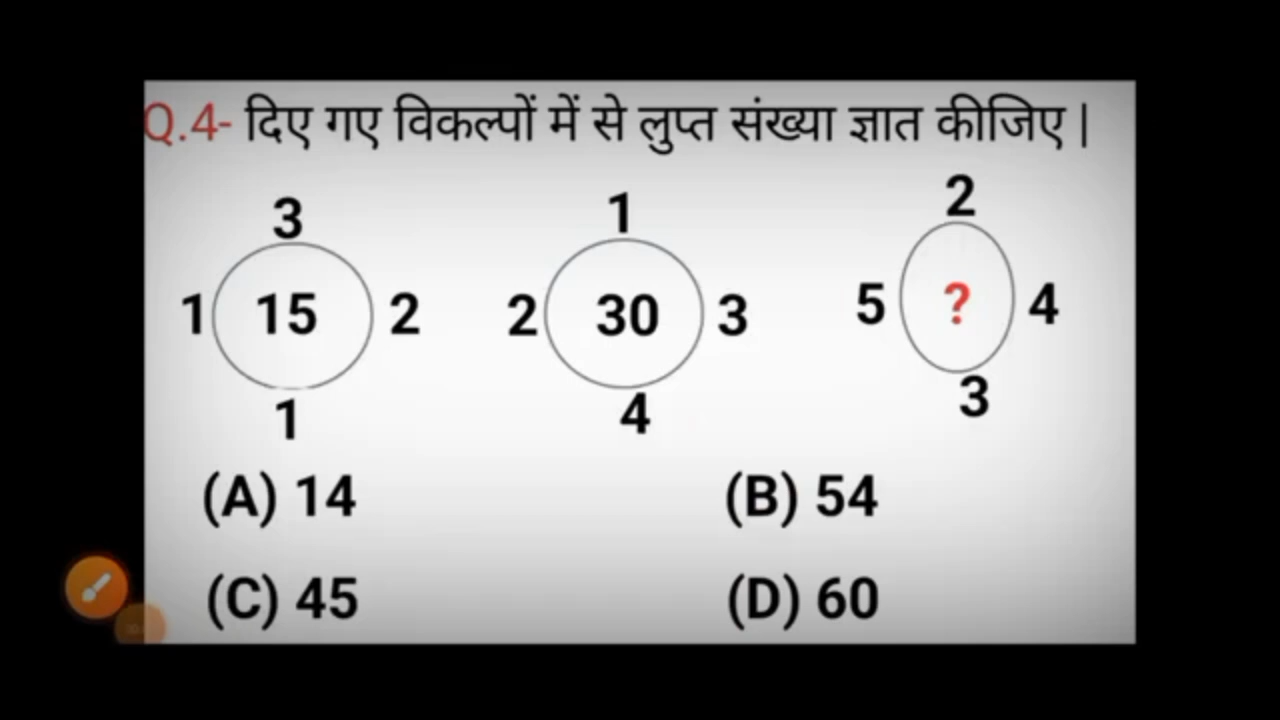 Q.4- दिए गए विकल्पों में से लुप्त संख्या ज्ञात कीजिए |
3 1 2
1 15 2 2 30 3 5 ? 4
1 4 3
(A) 14 (B) 54
(C) 45 (D) 60